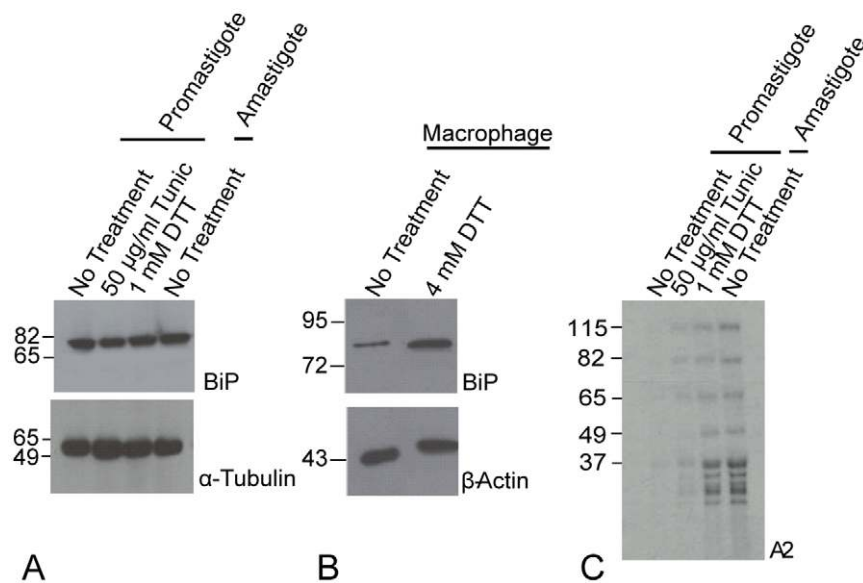 Promastigote
Amastigote
No Treatment
50 µg/ml Tunic
1 mM DTT
No Treatment
82
65
BiP
65
49
α-Tubulin
A
Macrophage
No Treatment
4 mM DTT
95
72
BiP
43
β-Actin
B
Promastigote
Amastigote
No Treatment
50 µg/ml Tunic
1 mM DTT
No Treatment
115
82
65
49
37
A2
C